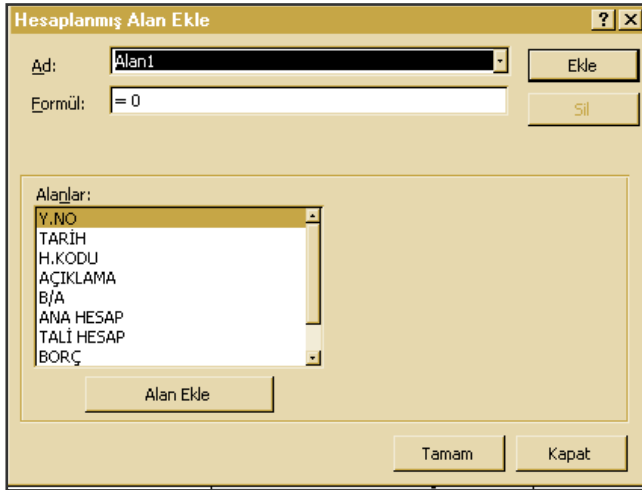 Hesaplanmış Alan Ekle
Ad: Alan1 Ekle
Formül: = 0 Sil
Alanlar:
Y.NO
TARİH
H.KODU
AÇIKLAMA
B/A
ANA HESAP
TALİ HESAP
BORÇ
Alan Ekle
Tamam Kapat